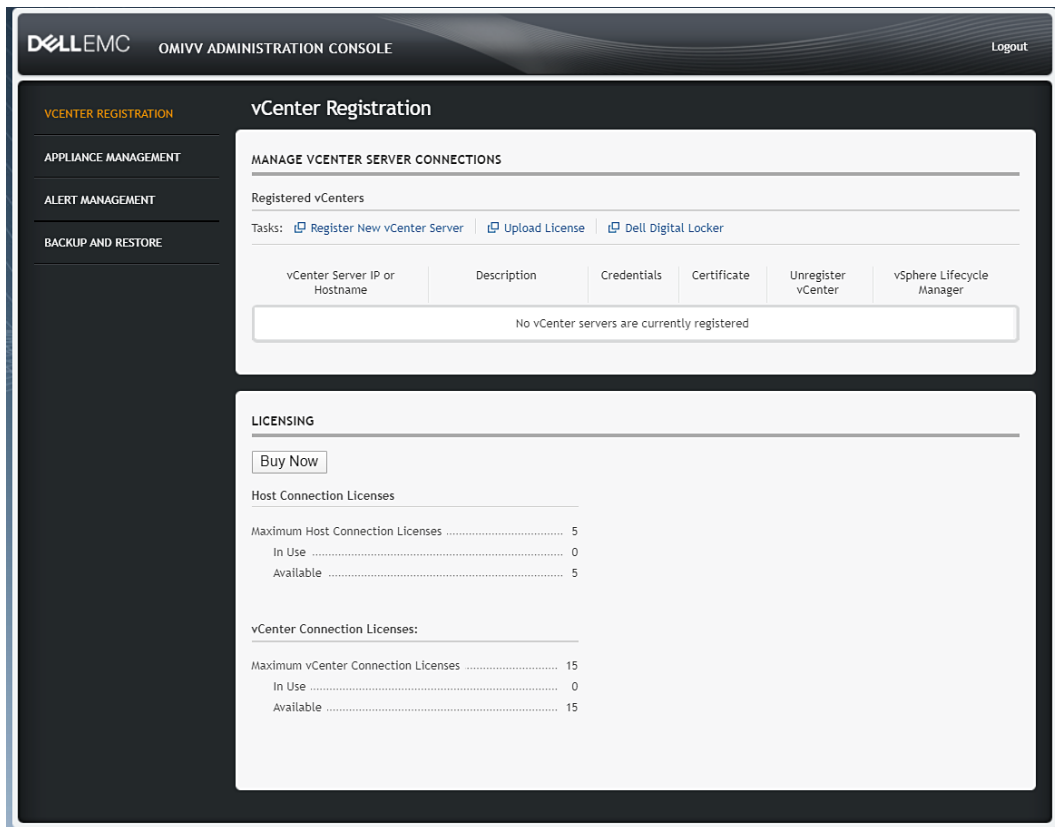 DELLEMC OMIVV ADMINISTRATION CONSOLE Logout
VCENTER REGISTRATION
APPLIANCE MANAGEMENT
ALERT MANAGEMENT
BACKUP AND RESTORE
vCenter Registration
MANAGE VCENTER SERVER CONNECTIONS
Registered vCenters
Tasks: Register New vCenter Server Upload License Dell Digital Locker
vCenter Server IP or Hostname Description Credentials Certificate Unregister vCenter vSphere Lifecycle Manager
No vCenter servers are currently registered
LICENSING
Buy Now
Host Connection Licenses
Maximum Host Connection Licenses 5
In Use 0
Available 5
vCenter Connection Licenses:
Maximum vCenter Connection Licenses 15
In Use 0
Available 15